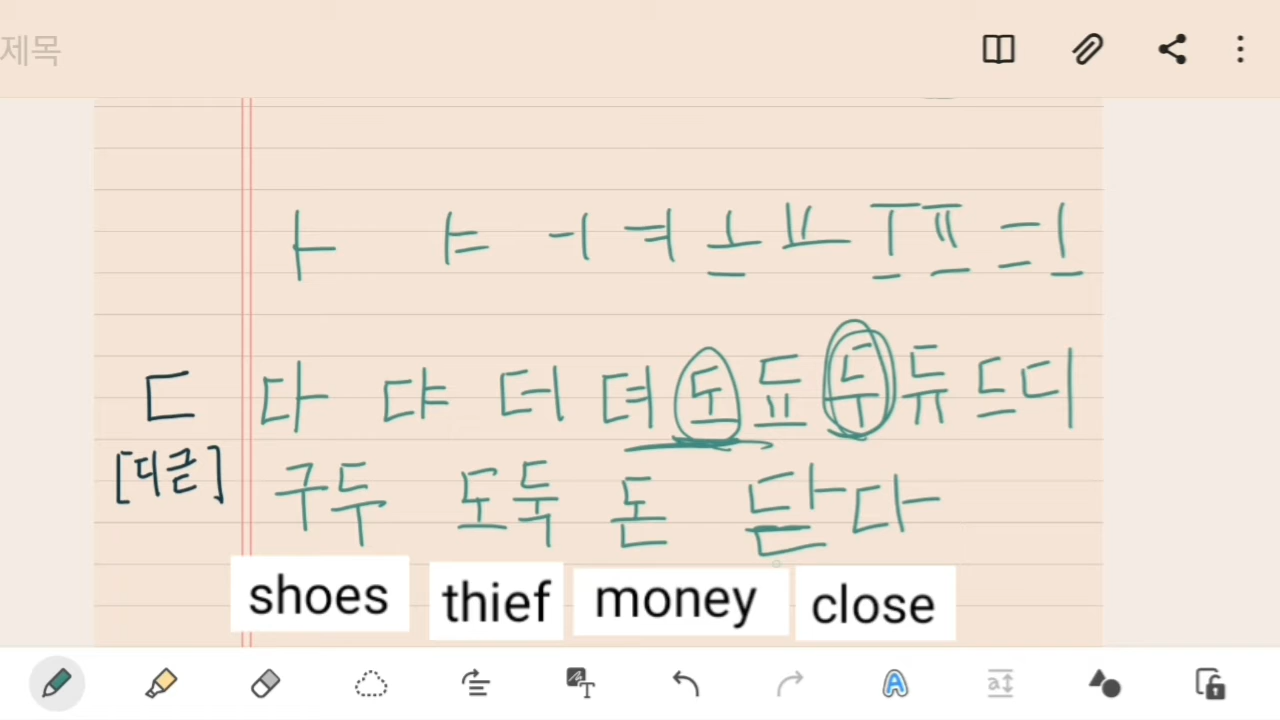 제목
ㅏ ㅑ ㅓ ㅕ ㅗ ㅛ ㅜ ㅠ ㅡ ㅣ
ㄷ 다 댜 더 뎌 도 됴 두 듀 드 디
[디귿] 구두 도둑 돈 닫다
shoes thief money close